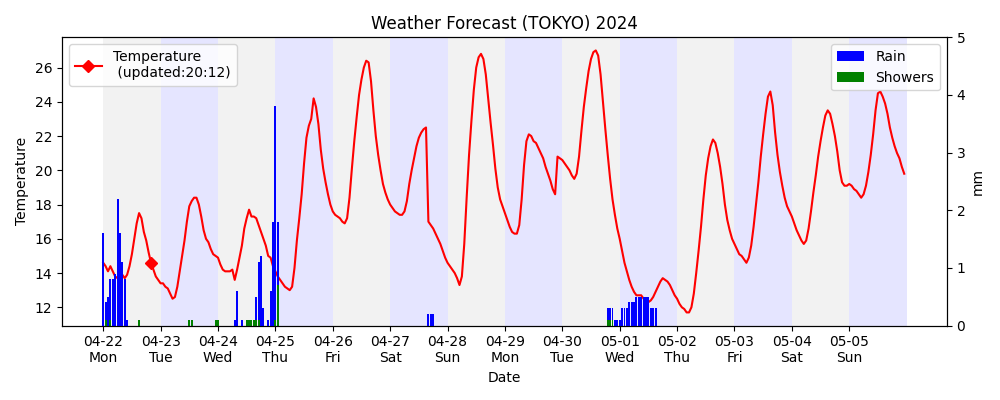 Weather Forecast (TOKYO) 2024
Temperature
(updated:20:12)
Rain
Showers
Temperature
26
24
22
20
18
16
14
12
5
4
3
2
1
0
mm
04-22 04-23 04-24 04-25 04-26 04-27 04-28 04-29 04-30 05-01 05-02 05-03 05-04 05-05
Mon Tue Wed Thu Fri Sat Sun Mon Tue Wed Thu Fri Sat Sun
Date